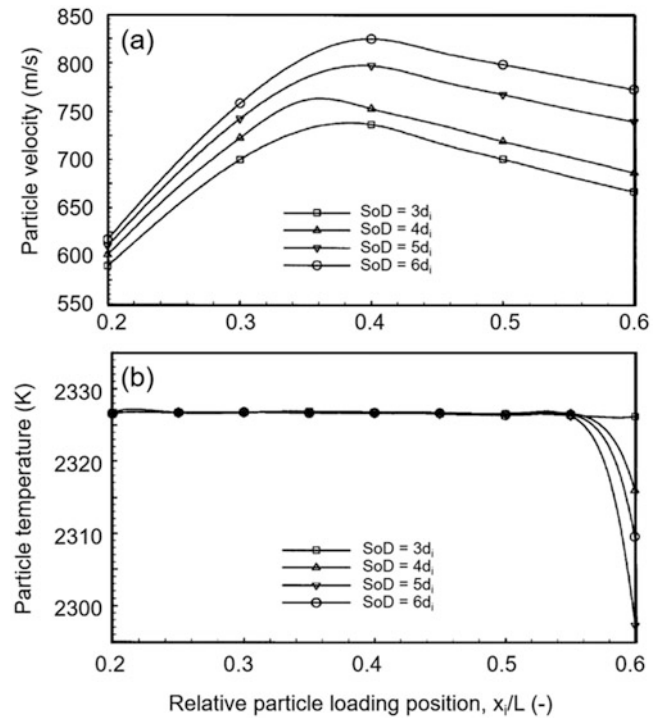 (a)
Particle velocity (m/s)
850
800
750
700
650
600
550
SoD = 3dᵢ
SoD = 4dᵢ
SoD = 5dᵢ
SoD = 6dᵢ
0.2 0.3 0.4 0.5 0.6
(b)
Particle temperature (K)
2330
2320
2310
2300
SoD = 3dᵢ
SoD = 4dᵢ
SoD = 5dᵢ
SoD = 6dᵢ
0.2 0.3 0.4 0.5 0.6
Relative particle loading position, xᵢ/L (-)